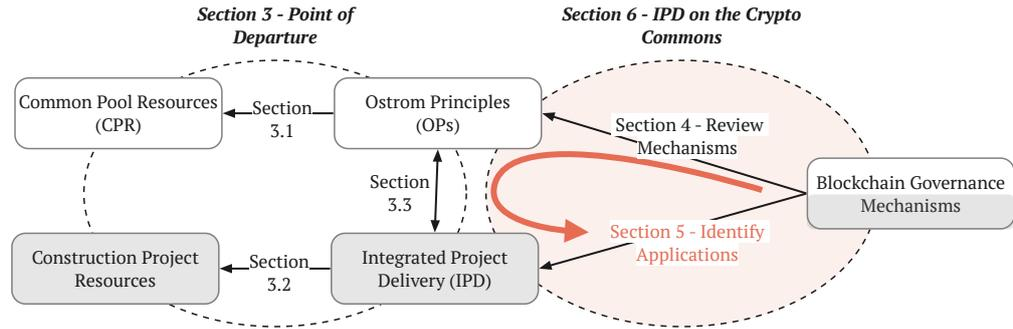 Section 3 - Point of
Departure
Section 6 - IPD on the Crypto
Commons
Common Pool Resources
(CPR)
Section
3.1
Ostrom Principles
(OPs)
Section 4 - Review
Mechanisms
Section
3.3
Blockchain Governance
Mechanisms
Section 5 - Identify
Applications
Construction Project
Resources
Section
3.2
Integrated Project
Delivery (IPD)